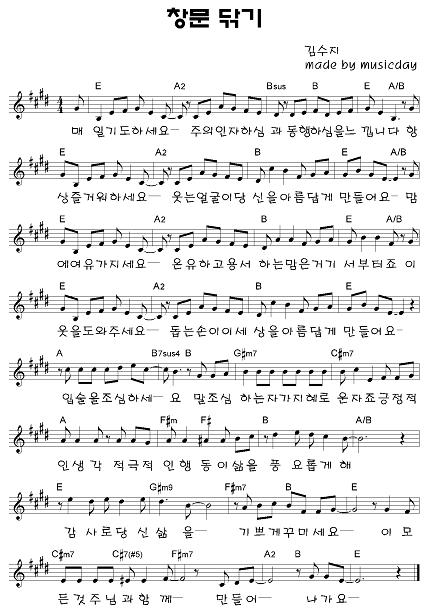 창문 닦기
김수지
made by musicday
E A2 Bsus B E A/B
매 일기도하세요— 주의인자하심 과동행하심을느 낍니다 항
E A2 B E A/B
상즐거워하세요— 웃는얼굴이당 신을아름답게 만들어요— 맘
E A2 B E A/B
에여유가지세요— 온유하고용서 하는맘은거기 서부터죠 이
E A2 B E
웃을도와주세요— 돕는손이이세 상을아름답게 만들어요—
A B7sus4 B G#m7 C#m7
입술을조심하세— 요 말조심 하는자가지혜로 운자죠긍정적
A F#m F# B A/B
인생각 적극적 인행 동이삶을 풍 요롭게 해
E G#m9 F#m7 B E
감 사로당 신삶 을— 기쁘게꾸미세요— 이 모
C#m7 C#7(#5) F#m7 A2 B E
든것주님과함 께— 만들어— 나가요—